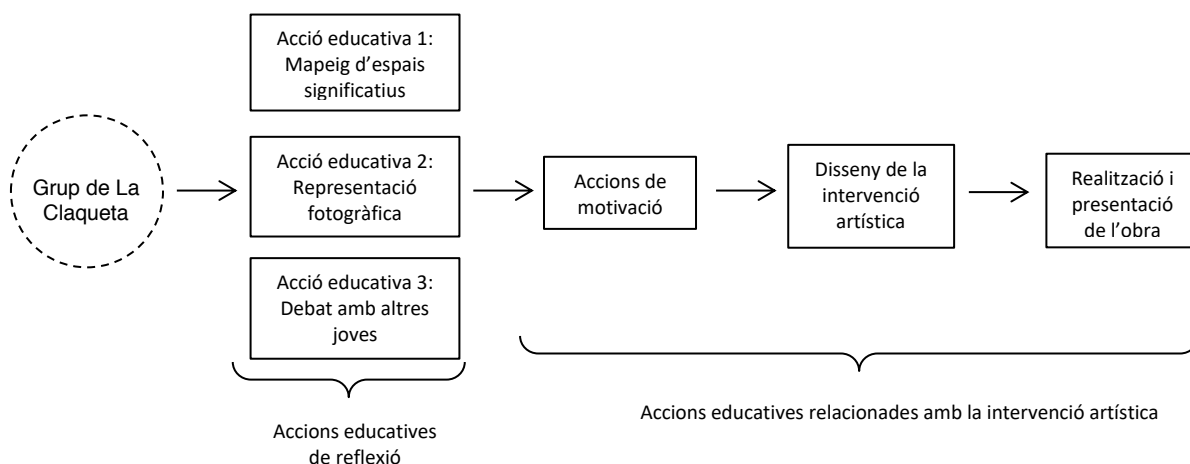 Acció educativa 1:
Mapeig d’espais
significatius
Grup de La
Claqueta
Acció educativa 2:
Representació
fotogràfica
Accions de
motivació
Disseny de la
intervenció
artística
Realització i
presentació
de l’obra
Acció educativa 3:
Debat amb altres
joves
Accions educatives
de reflexió
Accions educatives relacionades amb la intervenció artística